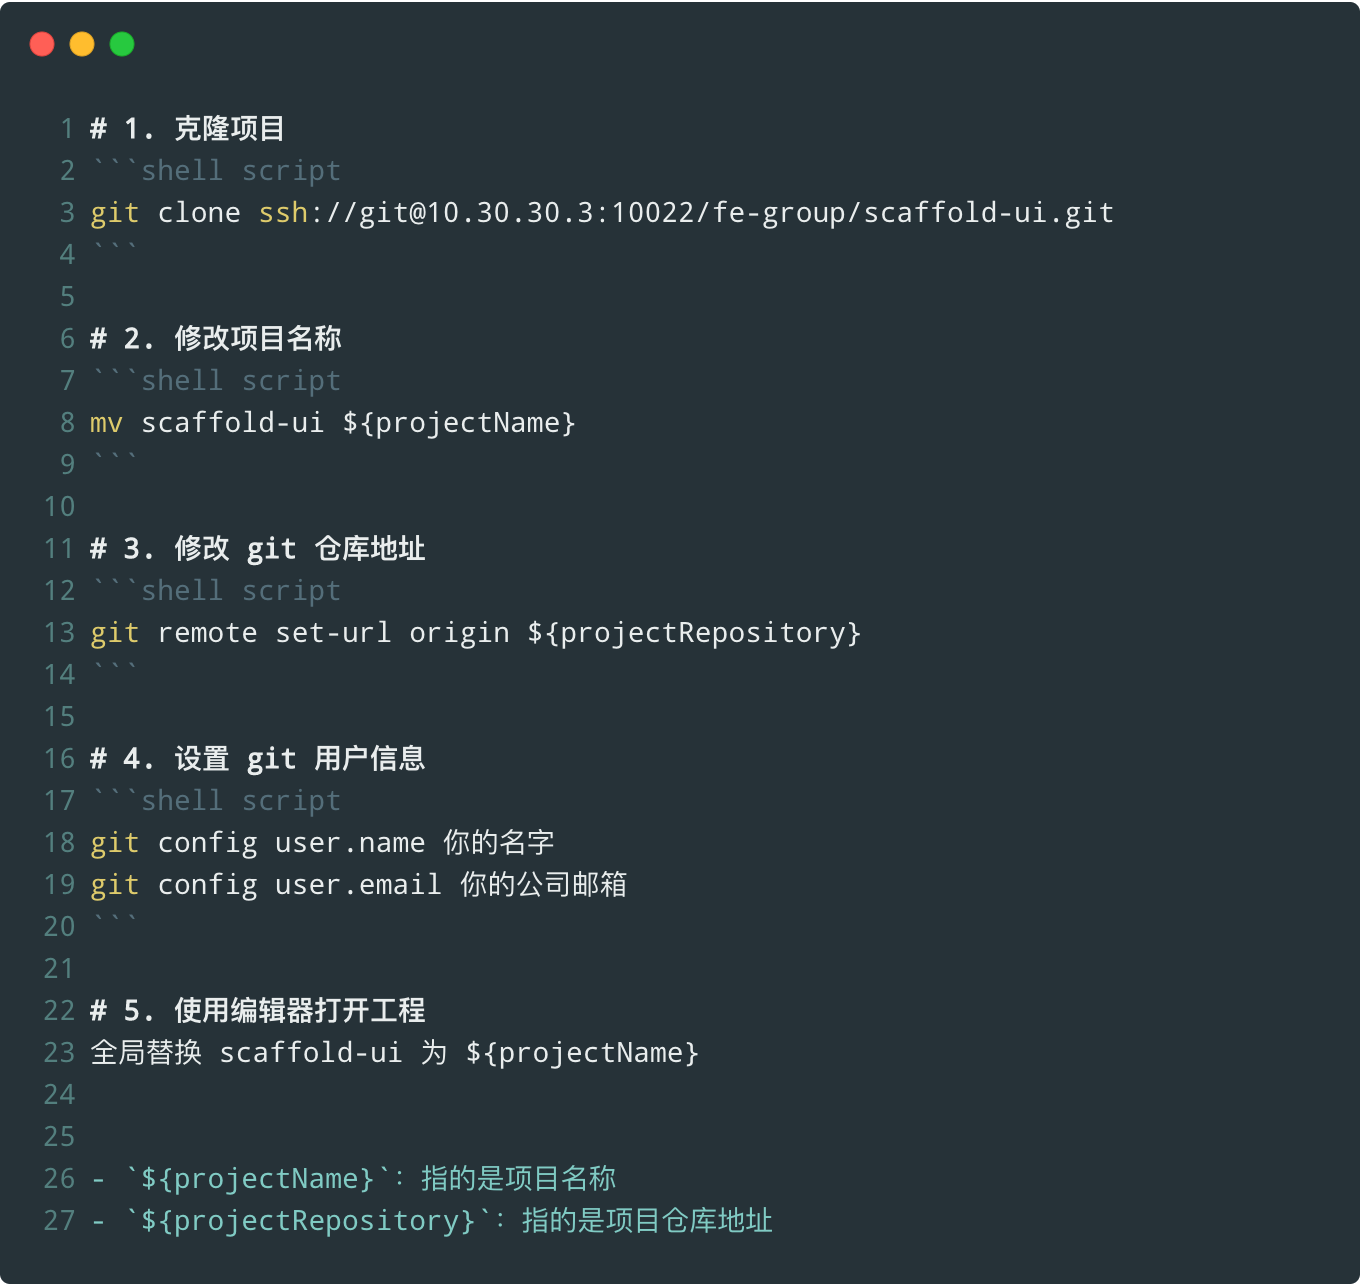 1 # 1. 克隆项目
2 ```shell script
3 git clone ssh://git@10.30.30.3:10022/fe-group/scaffold-ui.git
4 ```
5
6 # 2. 修改项目名称
7 ```shell script
8 mv scaffold-ui ${projectName}
9 ```
10
11 # 3. 修改 git 仓库地址
12 ```shell script
13 git remote set-url origin ${projectRepository}
14 ```
15
16 # 4. 设置 git 用户信息
17 ```shell script
18 git config user.name 你的名字
19 git config user.email 你的公司邮箱
20 ```
21
22 # 5. 使用编辑器打开工程
23 全局替换 scaffold-ui 为 ${projectName}
24
25
26 - `${projectName}`：指的是项目名称
27 - `${projectRepository}`：指的是项目仓库地址